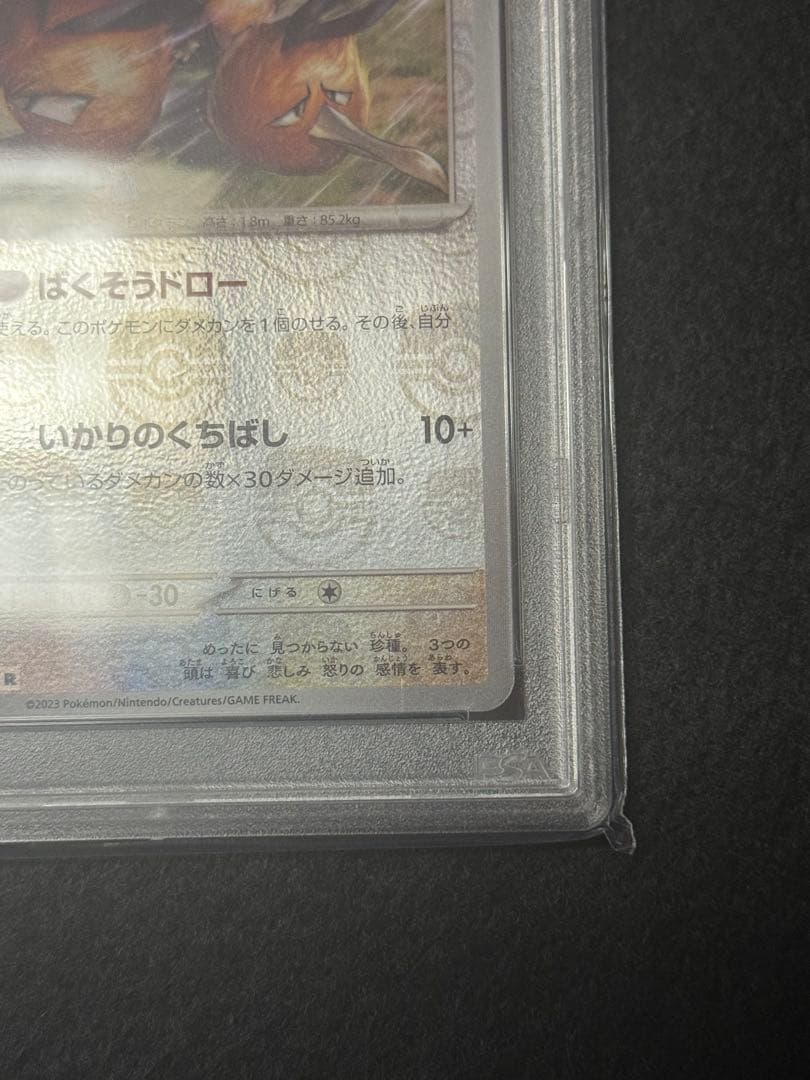 高さ：1.8m 重さ：85.2kg
ばくそうドロー
使える。このポケモンにダメカンを1個のせる。その後、自分
いかりのくちばし 10+
のっているダメカンの数×30ダメージ追加。
-30 にげる
めったに 見つからない 珍種。 3つの
頭は 喜び 悲しみ 怒りの 感情を 表す。
R
©2023 Pokémon/Nintendo/Creatures/GAME FREAK.
PSA